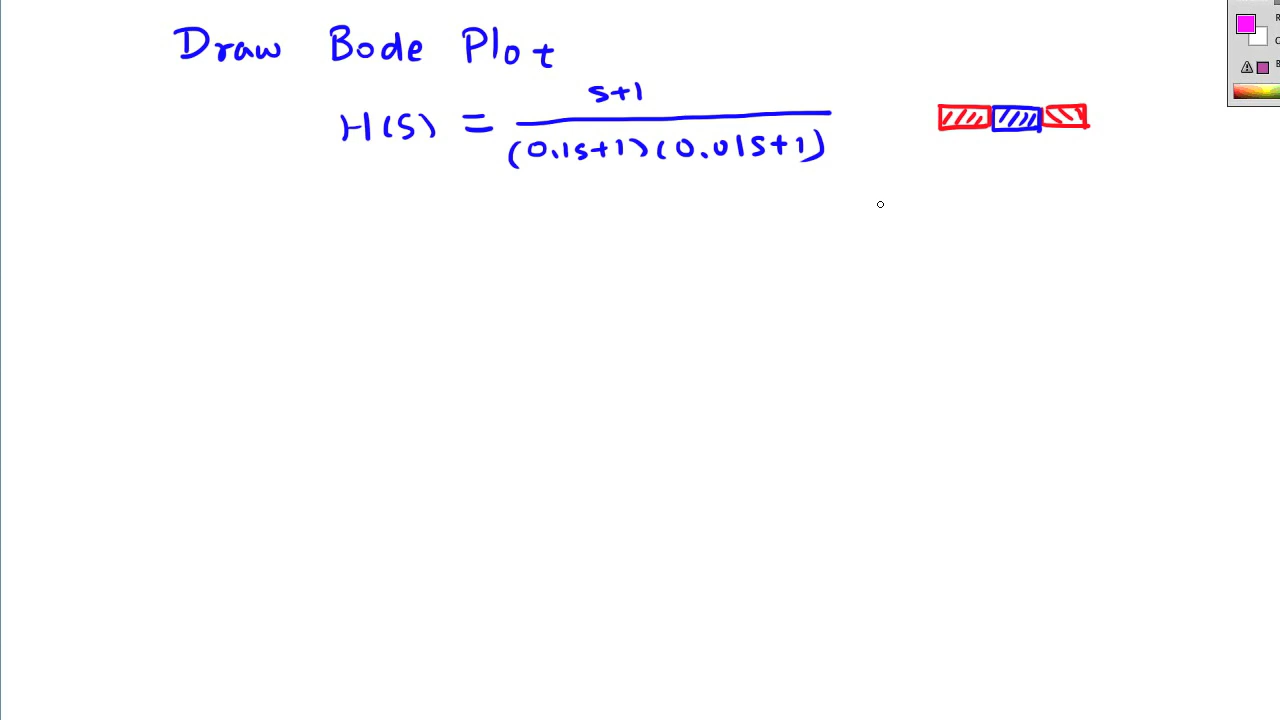 Draw Bode Plot
H(s) = s+1
(0.1s+1)(0.01s+1)